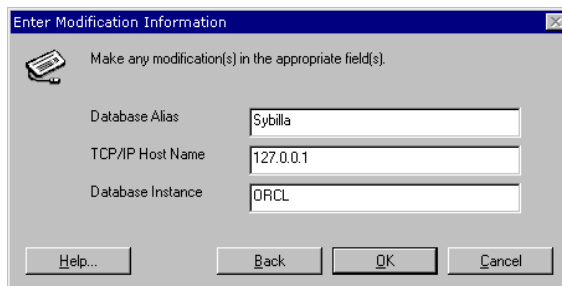 Enter Modification Information
Make any modification(s) in the appropriate field(s).
Database Alias Sybilla
TCP/IP Host Name 127.0.0.1
Database Instance ORCL
Help... Back OK Cancel